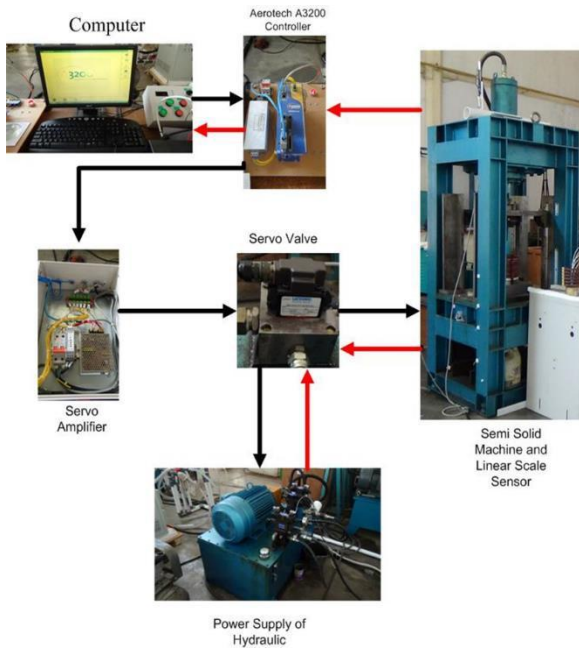 Computer
Aerotech A3200
Controller
320
Servo Valve
Servo
Amplifier
Semi Solid
Machine and
Linear Scale
Sensor
Power Supply of
Hydraulic